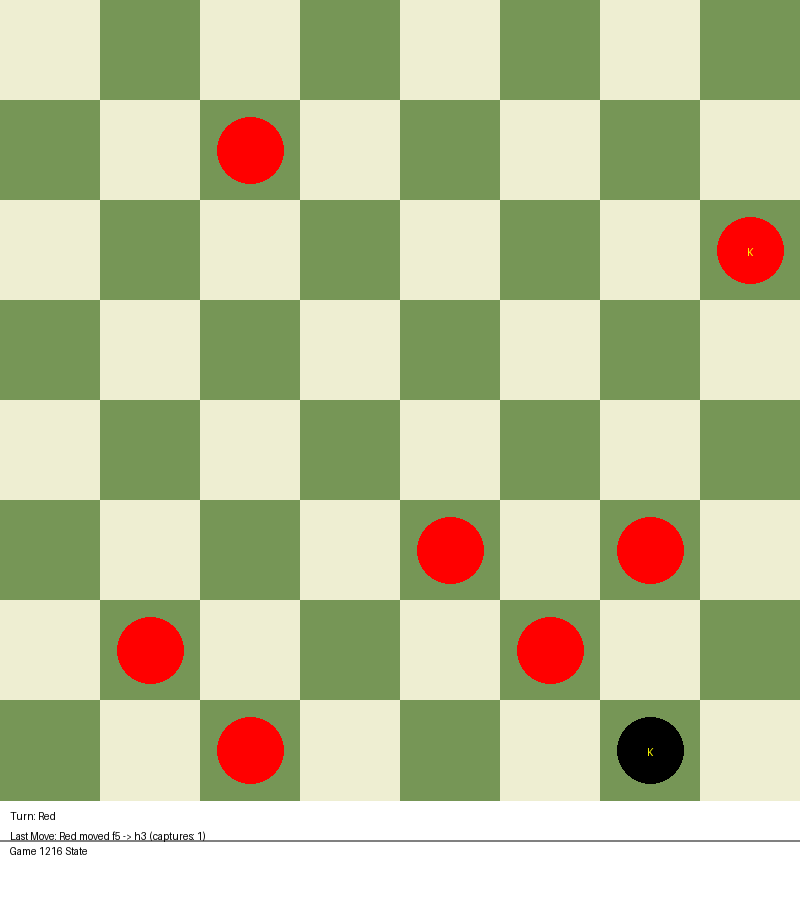 K
K
Turn: Red
Last Move: Red moved f5 -> h3 (captures: 1)
Game 1216 State